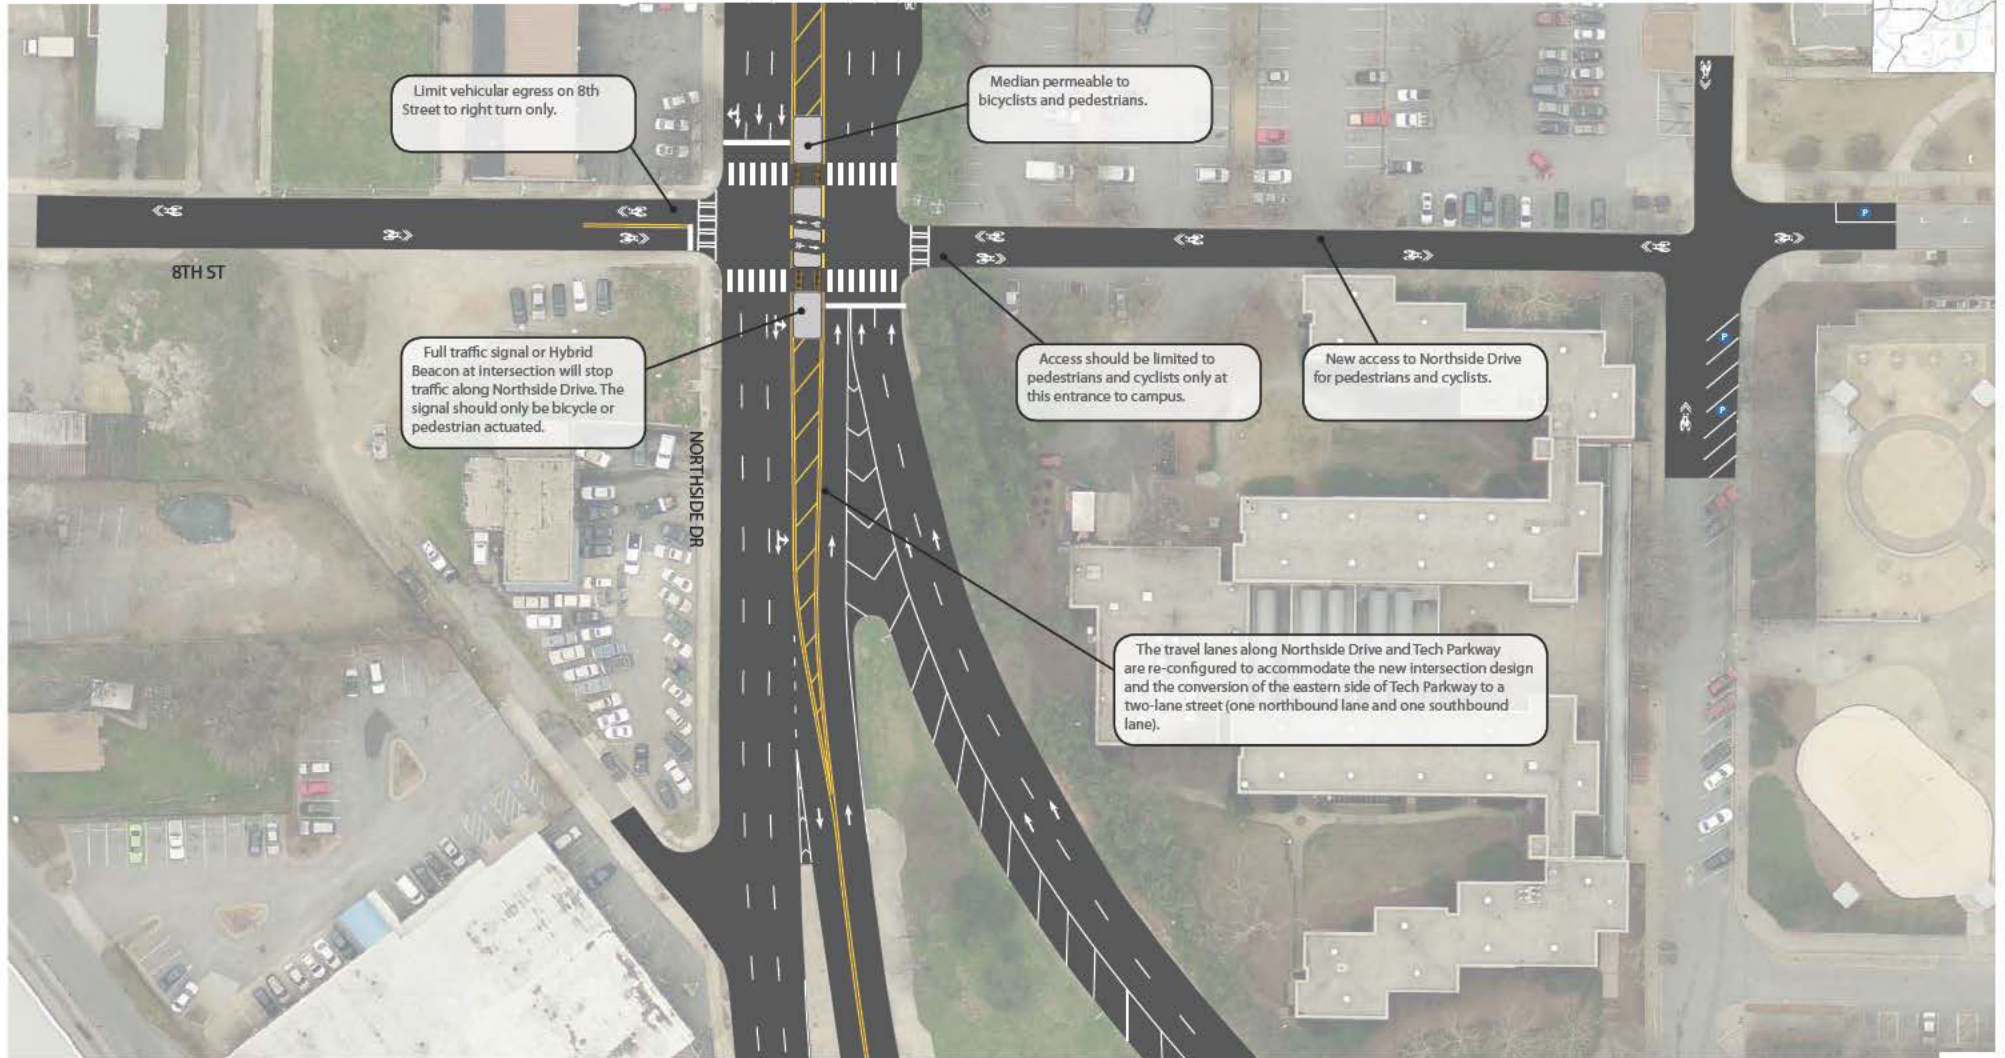 Limit vehicular egress on 8th
Street to right turn only.
Median permeable to
bicyclists and pedestrians.
8TH ST
Full traffic signal or Hybrid
Beacon at intersection will stop
traffic along Northside Drive. The
signal should only be bicycle or
pedestrian actuated.
Access should be limited to
pedestrians and cyclists only at
this entrance to campus.
New access to Northside Drive
for pedestrians and cyclists.
NORTHSIDE DR
The travel lanes along Northside Drive and Tech Parkway
are re-configured to accommodate the new intersection design
and the conversion of the eastern side of Tech Parkway to a
two-lane street (one northbound lane and one southbound
lane).
P
P
P